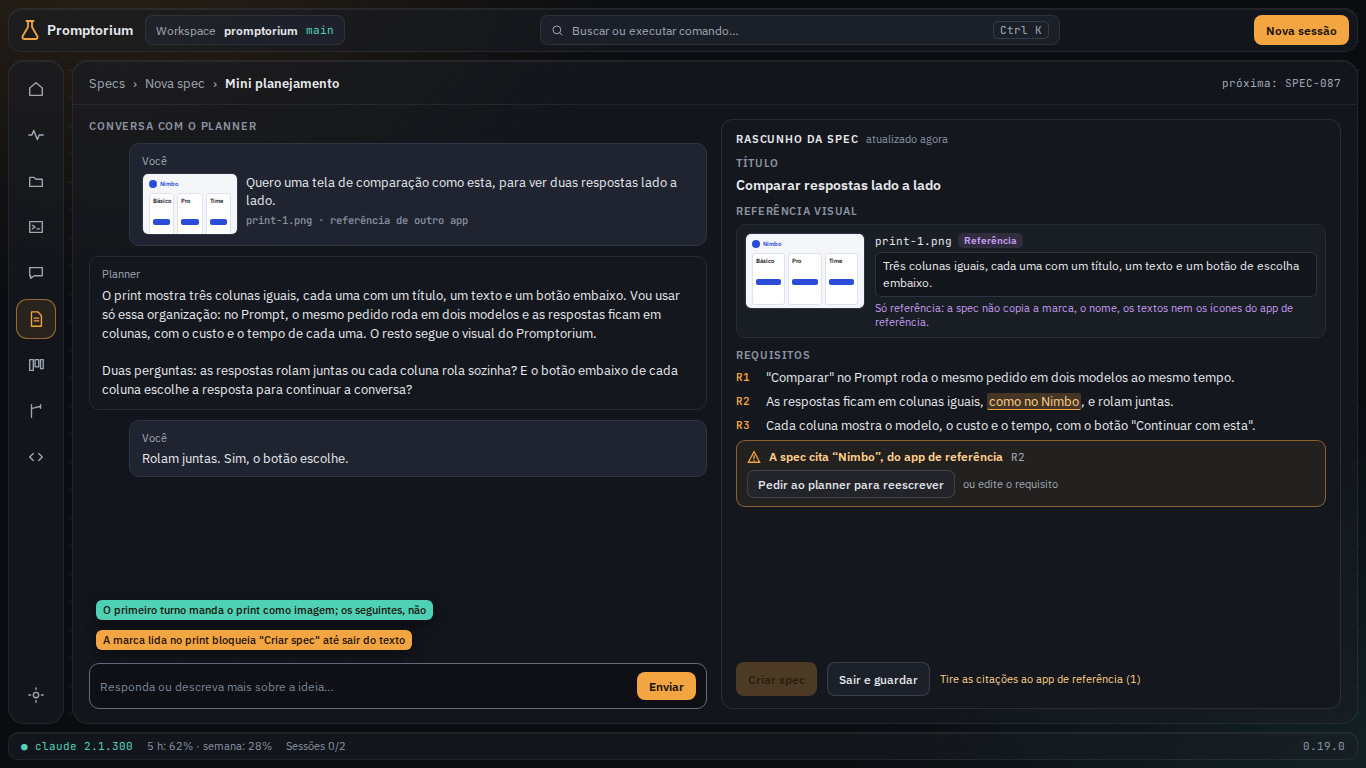 Promptorium
Workspace promptorium main
Buscar ou executar comando...
Ctrl K
Nova sessão
Specs › Nova spec › Mini planejamento
próxima: SPEC-087
CONVERSA COM O PLANNER
Você
Nimbo
Básico Pro Time
Quero uma tela de comparação como esta, para ver duas respostas lado a
lado.
print-1.png · referência de outro app
Planner
O print mostra três colunas iguais, cada uma com um título, um texto e um botão embaixo. Vou usar
só essa organização: no Prompt, o mesmo pedido roda em dois modelos e as respostas ficam em
colunas, com o custo e o tempo de cada uma. O resto segue o visual do Promptorium.
Duas perguntas: as respostas rolam juntas ou cada coluna rola sozinha? E o botão embaixo de cada
coluna escolhe a resposta para continuar a conversa?
Você
Rolam juntas. Sim, o botão escolhe.
O primeiro turno manda o print como imagem; os seguintes, não
A marca lida no print bloqueia "Criar spec" até sair do texto
Responda ou descreva mais sobre a ideia...
Enviar
RASCUNHO DA SPEC atualizado agora
TÍTULO
Comparar respostas lado a lado
REFERÊNCIA VISUAL
Nimbo
Básico Pro Time
print-1.png Referência
Três colunas iguais, cada uma com um título, um texto e um botão de escolha
embaixo.
Só referência: a spec não copia a marca, o nome, os textos nem os ícones do app de
referência.
REQUISITOS
R1 "Comparar" no Prompt roda o mesmo pedido em dois modelos ao mesmo tempo.
R2 As respostas ficam em colunas iguais, como no Nimbo, e rolam juntas.
R3 Cada coluna mostra o modelo, o custo e o tempo, com o botão "Continuar com esta".
A spec cita “Nimbo”, do app de referência R2
Pedir ao planner para reescrever ou edite o requisito
Criar spec
Sair e guardar
Tire as citações ao app de referência (1)
claude 2.1.300 5 h: 62% · semana: 28% Sessões 0/2
0.19.0